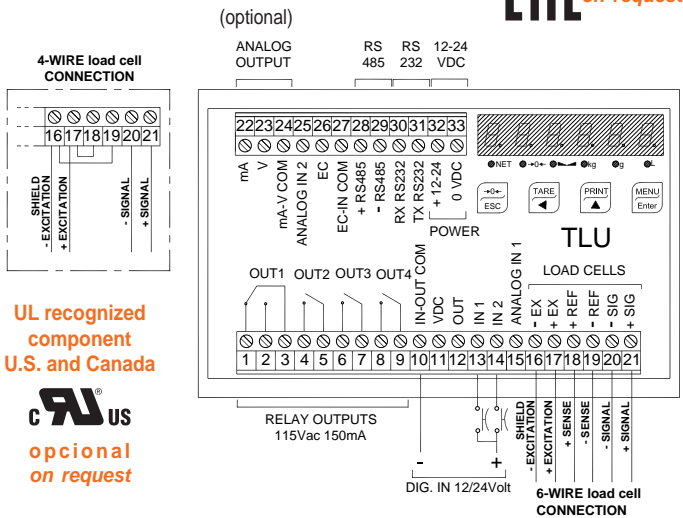 on request
(optional)
ANALOG OUTPUT
RS 485
RS 232
12-24 VDC
4-WIRE load cell
CONNECTION
16 17 18 19 20 21
SHIELD
- EXCITATION
+ EXCITATION
- SIGNAL
+ SIGNAL
22 23 24 25 26 27 28 29 30 31 32 33
mA
V
mA-V COM
ANALOG IN 2
EC
EC-IN COM
+ RS485
- RS485
RX RS232
TX RS232
+ 12-24
0 VDC
POWER
NET
→0←
kg
g
L
→0← ESC
TARE
PRINT
MENU Enter
TLU
LOAD CELLS
OUT1 OUT2 OUT3 OUT4
IN-OUT COM
VDC
OUT
IN 1
IN 2
ANALOG IN 1
- EX
+ EX
+ REF
- REF
- SIG
+ SIG
1 2 3 4 5 6 7 8 9 10 11 12 13 14 15 16 17 18 19 20 21
RELAY OUTPUTS
115Vac 150mA
-
+
DIG. IN 12/24Volt
SHIELD
- EXCITATION
+ EXCITATION
+ SENSE
- SENSE
- SIGNAL
+ SIGNAL
6-WIRE load cell
CONNECTION
UL recognized
component
U.S. and Canada
c RU ® US
opcional
on request